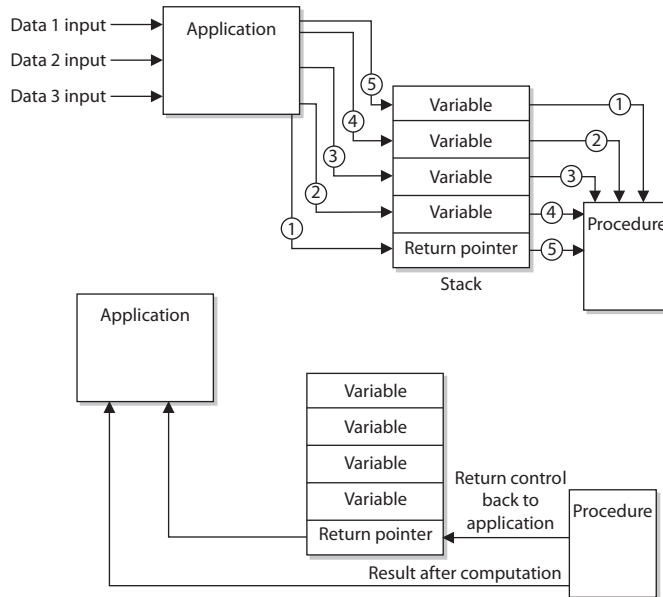 Data 1 input
Data 2 input
Data 3 input
Application
5
4
3
2
1
Variable
Variable
Variable
Variable
Return pointer
Stack
1
2
3
4
5
Procedure
Application
Variable
Variable
Variable
Variable
Return pointer
Return control
back to
application
Procedure
Result after computation